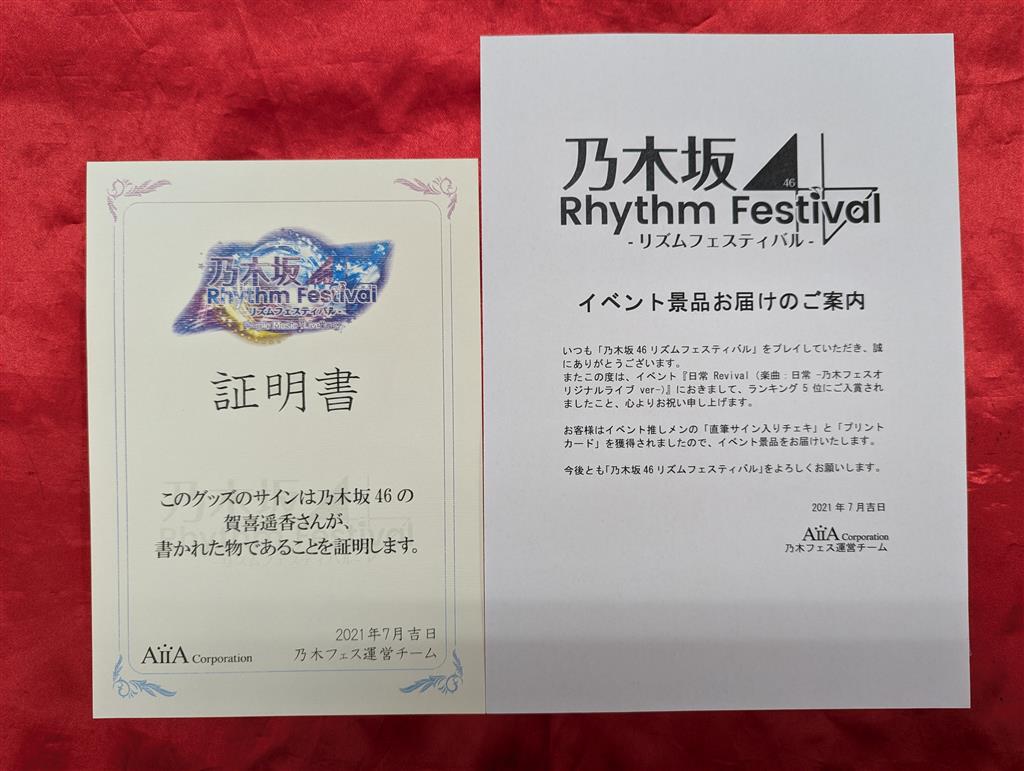 乃木坂46
Rhythm Festival
-リズムフェスティバル-
証明書
このグッズのサインは乃木坂46の
賀喜遥香さんが、
書かれた物であることを証明します。
2021年7月吉日
AiiA Corporation
乃木フェス運営チーム
乃木坂46
Rhythm Festival
-リズムフェスティバル-
イベント景品お届けのご案内
いつも「乃木坂46リズムフェスティバル」をプレイしていただき、誠
にありがとうございます。
またこの度は、イベント『日常 Revival（楽曲：日常 -乃木フェスオ
リジナルライブ ver-）』におきまして、ランキング 5 位にご入賞され
ましたこと、心よりお祝い申し上げます。
お客様はイベント推しメンの「直筆サイン入りチェキ」と「プリント
カード」を獲得されましたので、イベント景品をお届けいたします。
今後とも「乃木坂46リズムフェスティバル」をよろしくお願いします。
2021年7月吉日
AiiA Corporation
乃木フェス運営チーム